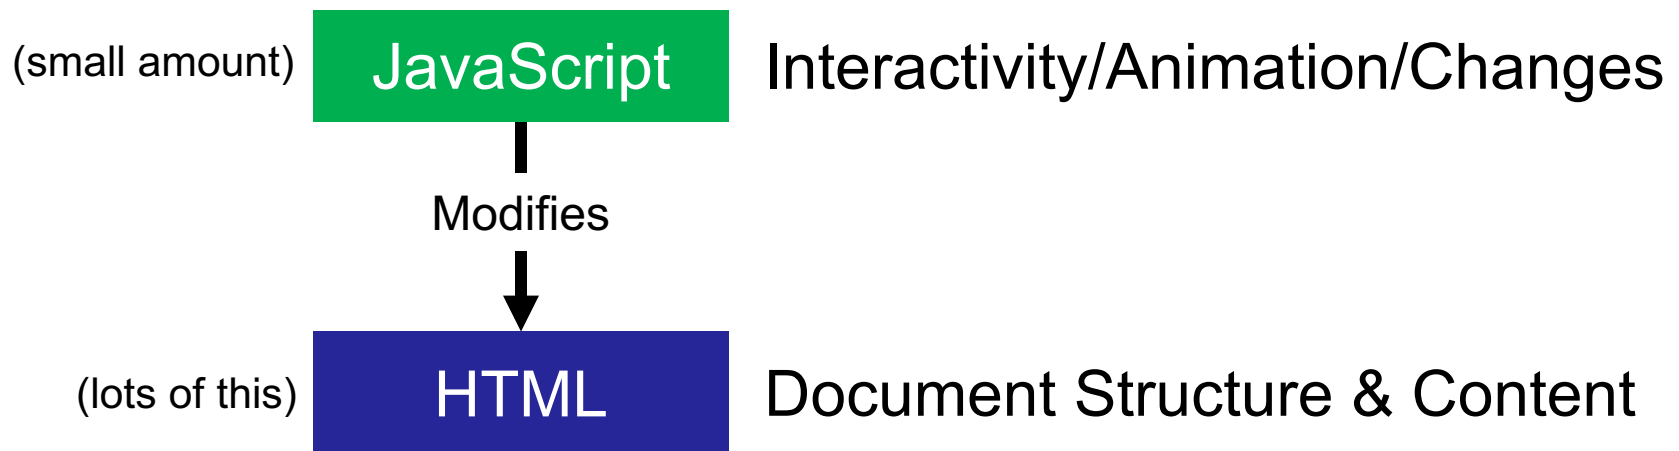 (small amount) JavaScript Interactivity/Animation/Changes
Modifies
(lots of this) HTML Document Structure & Content